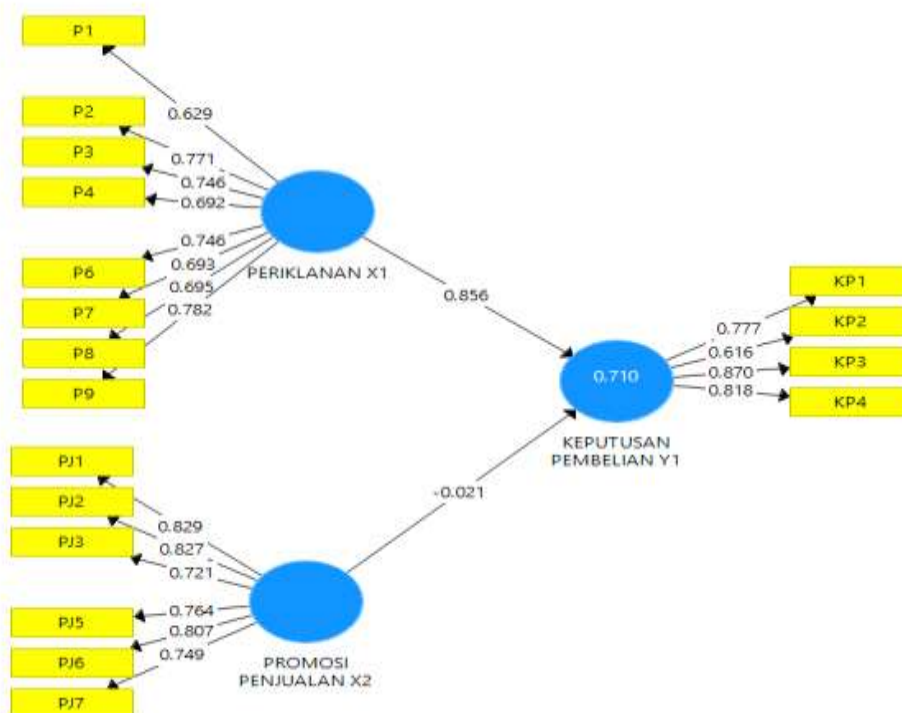 P1
0.629
P2
0.771
P3
0.746
P4
0.692
P6
0.746
P7
0.693
P8
0.695
P9
0.782
PERIKLANAN X1
0.856
KP1
0.777
KP2
0.616
KP3
0.870
KP4
0.818
0.710
KEPUTUSAN
PEMBELIAN Y1
PJ1
0.829
PJ2
0.827
PJ3
0.721
-0.021
PJ5
0.764
PJ6
0.807
PJ7
0.749
PROMOSI
PENJUALAN X2